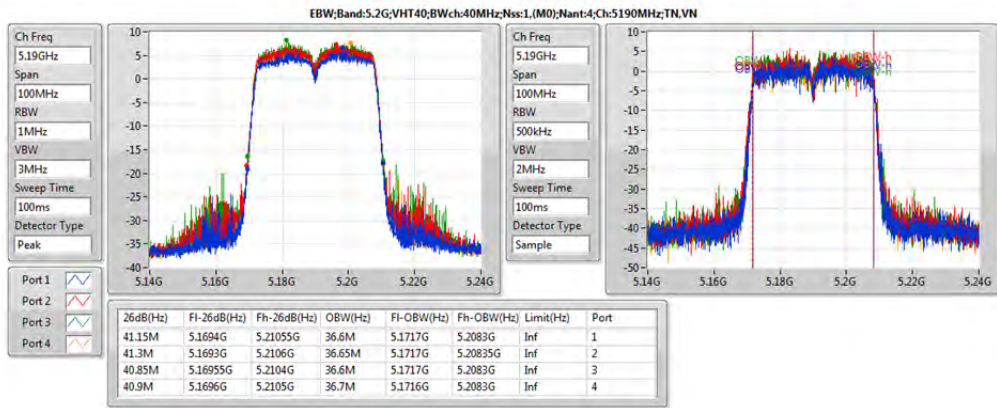 EBW;Band:5.2G;VHT40;BWch:40MHz;Nss:1,(M0);Nant:4;Ch:5190MHz;TN,VN
Ch Freq
5.19GHz
Span
100MHz
RBW
1MHz
VBW
3MHz
Sweep Time
100ms
Detector Type
Peak
10
5
0
-5
-10
-15
-20
-25
-30
-35
-40
5.14G 5.16G 5.18G 5.2G 5.22G 5.24G
Ch Freq
5.19GHz
Span
100MHz
RBW
500kHz
VBW
2MHz
Sweep Time
100ms
Detector Type
Sample
10
5
0
-5
-10
-15
-20
-25
-30
-35
-40
-45
-50
5.14G 5.16G 5.18G 5.2G 5.22G 5.24G
Port 1
Port 2
Port 3
Port 4
26dB(Hz) Fl-26dB(Hz) Fh-26dB(Hz) OBW(Hz) Fl-OBW(Hz) Fh-OBW(Hz) Limit(Hz) Port
41.15M 5.1694G 5.21055G 36.6M 5.1717G 5.2083G Inf 1
41.3M 5.1693G 5.2106G 36.65M 5.1717G 5.20835G Inf 2
40.85M 5.16955G 5.2104G 36.6M 5.1717G 5.2083G Inf 3
40.9M 5.1696G 5.2105G 36.7M 5.1716G 5.2083G Inf 4